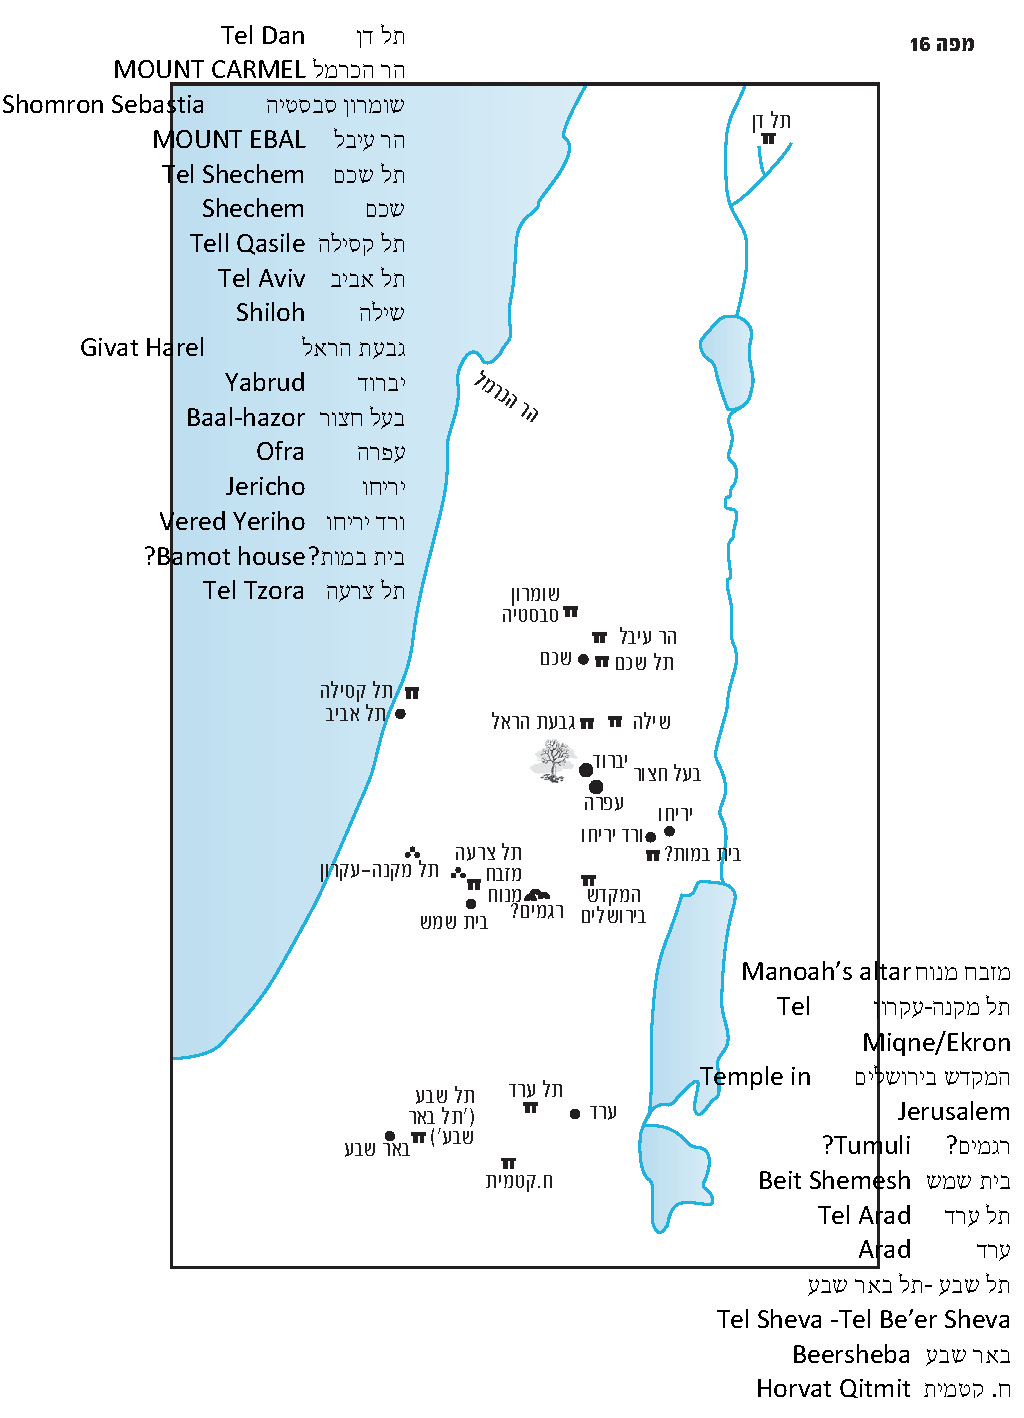 מפה 16
Tel Dan תל דן
MOUNT CARMEL הר הכרמל
Shomron Sebastia שומרון סבסטיה
MOUNT EBAL הר עיבל
Tel Shechem תל שכם
Shechem שכם
Tell Qasile תל קסילה
Tel Aviv תל אביב
Shiloh שילה
Givat Harel גבעת הראל
Yabrud יברוד
Baal-hazor בעל חצור
Ofra עפרה
Jericho יריחו
Vered Yeriho ורד יריחו
?Bamot house בית במות?
Tel Tzora תל צרעה
תל דן
הר הכרמל
שומרון
סבסטיה
הר עיבל
שכם
תל שכם
תל קסילה
תל אביב
גבעת הראל
שילה
יברוד
בעל חצור
עפרה
יריחו
ורד יריחו
בית במות?
תל צרעה
מזבח
מנוח
תל מקנה-עקרון
בית שמש
רגמים?
המקדש
בירושלים
תל ערד
ערד
תל שבע
('תל באר
שבע')
באר שבע
ח.קטמית
Manoah's altar מזבח מנוח
Tel תל מקנה-עקרון
Miqne/Ekron
Temple in המקדש בירושלים
Jerusalem
?Tumuli רגמים?
Beit Shemesh בית שמש
Tel Arad תל ערד
Arad ערד
תל שבע -תל באר שבע
Tel Sheva -Tel Be'er Sheva
Beersheba באר שבע
Horvat Qitmit ח. קטמית